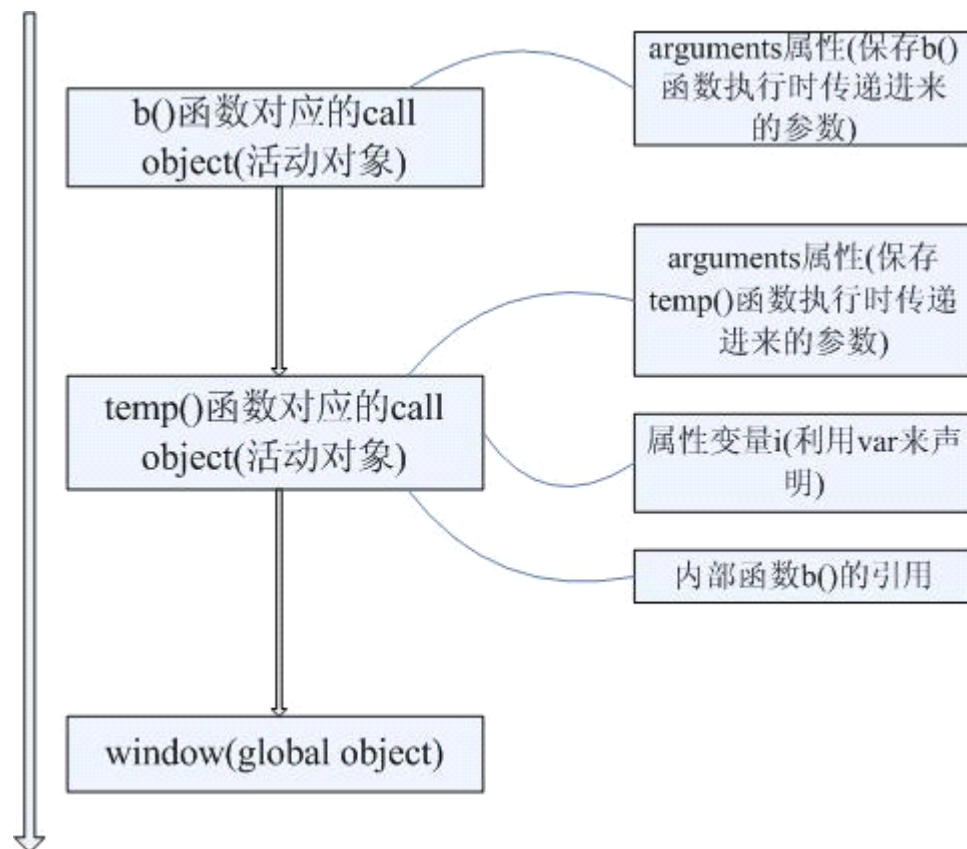 b()函数对应的call
object(活动对象)
arguments属性(保存b()
函数执行时传递进来
的参数)
arguments属性(保存
temp()函数执行时传递
进来的参数)
temp()函数对应的call
object(活动对象)
属性变量i(利用var来声
明)
内部函数b()的引用
window(global object)